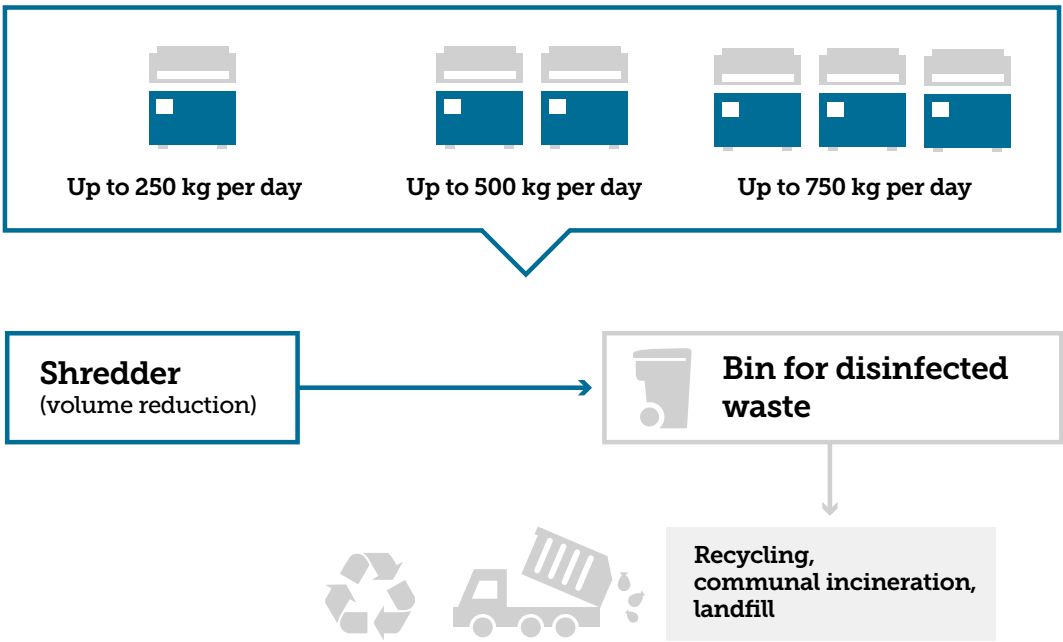 Up to 250 kg per day
Up to 500 kg per day
Up to 750 kg per day
Shredder
(volume reduction)
Bin for disinfected
waste
Recycling,
communal incineration,
landfill